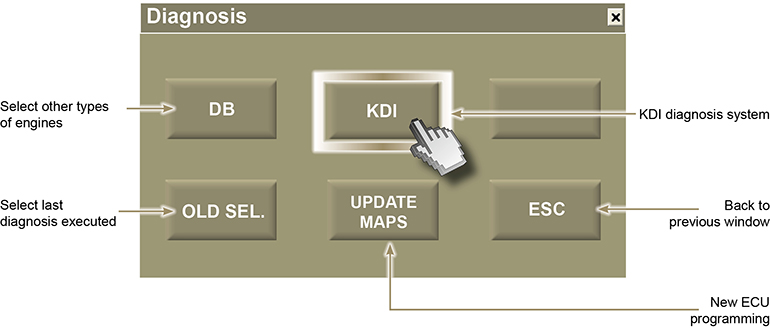 Diagnosis
Select other types
of engines
DB
KDI
KDI diagnosis system
Select last
diagnosis executed
OLD SEL.
UPDATE
MAPS
ESC
Back to
previous window
New ECU
programming